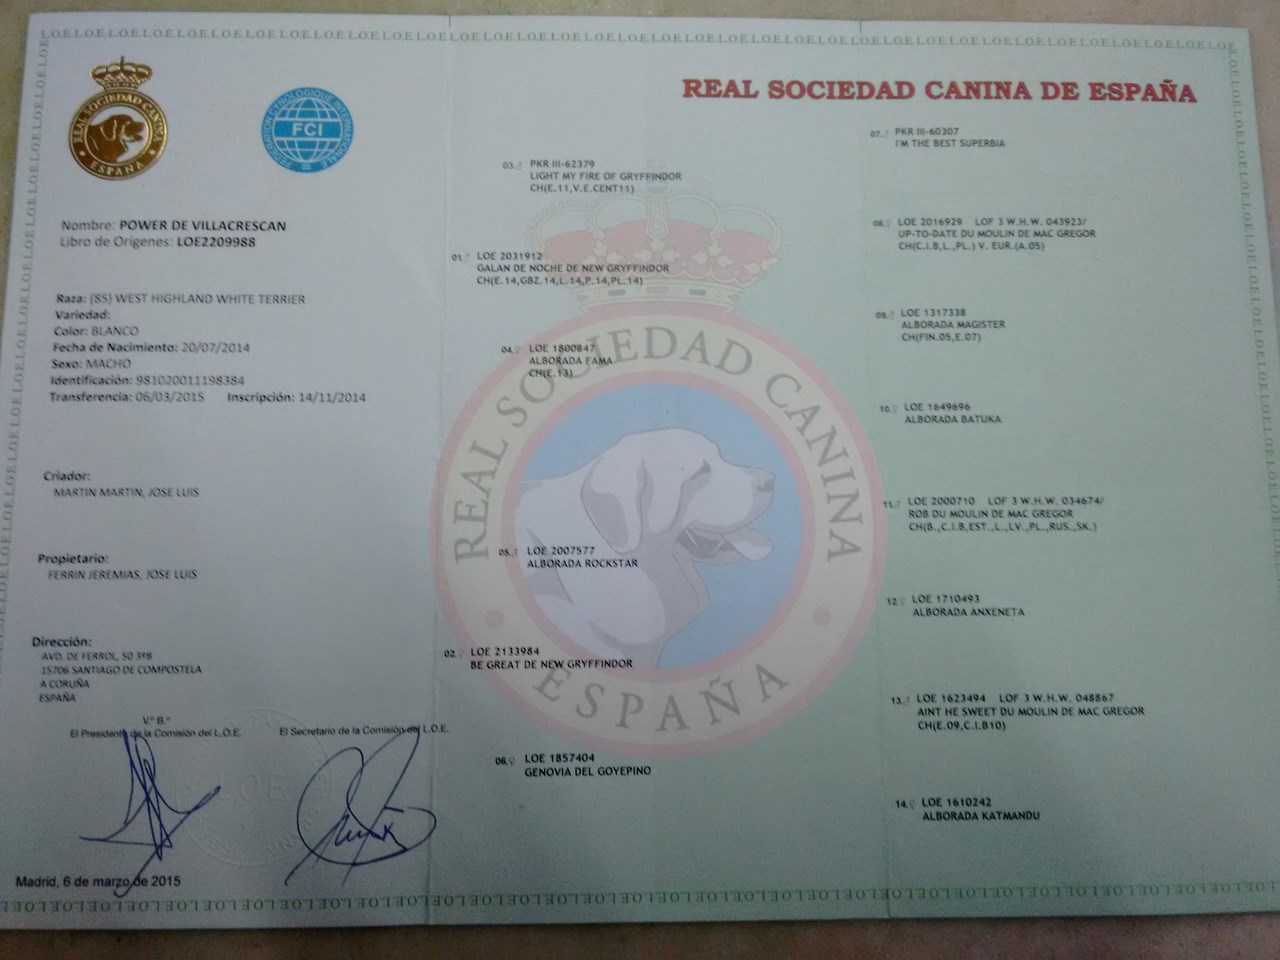 REAL SOCIEDAD CANINA
ESPAÑA
FCI
FEDERATION CYNOLOGIQUE INTERNATIONALE
REAL SOCIEDAD CANINA DE ESPAÑA
Nombre: POWER DE VILLACRESCAN
Libro de Orígenes: LOE2209988
Raza: (85) WEST HIGHLAND WHITE TERRIER
Variedad:
Color: BLANCO
Fecha de Nacimiento: 20/07/2014
Sexo: MACHO
Identificación: 981020011198384
Transferencia: 06/03/2015 Inscripción: 14/11/2014
Criador:
MARTIN MARTIN, JOSE LUIS
Propietario:
FERRIN JEREMIAS, JOSE LUIS
Dirección:
AVD. DE FERROL, 5D 3ºB
15706 SANTIAGO DE COMPOSTELA
A CORUÑA
ESPAÑA
V.º B.º
El Presidente de la Comisión del L.O.E.
El Secretario de la Comisión del L.O.E.
L.O.E.
Madrid, 6 de marzo de 2015
01.♂ LOE 2031912
GALAN DE NOCHE DE NEW GRYFFINDOR
CH(E.14,GBZ.14,L.14,P.14,PL.14)
02.♀ LOE 2133984
BE GREAT DE NEW GRYFFINDOR
03.♂ PKR III-62379
LIGHT MY FIRE OF GRYFFINDOR
CH(E.11,V.E.CENT11)
04.♀ LOE 1800847
ALBORADA FAMA
CH(E.13)
05.♂ LOE 2007577
ALBORADA ROCKSTAR
06.♀ LOE 1857404
GENOVIA DEL GOYEPINO
07.♂ PKR III-60307
I'M THE BEST SUPERBIA
08.♀ LOE 2016929 LOF 3 W.H.W. 043923/
UP-TO-DATE DU MOULIN DE MAC GREGOR
CH(C.I.B,L.,PL.) V. EUR.(A.05)
09.♂ LOE 1317338
ALBORADA MAGISTER
CH(FIN.05,E.07)
10.♀ LOE 1649696
ALBORADA BATUKA
11.♂ LOE 2000710 LOF 3 W.H.W. 034674/
ROB DU MOULIN DE MAC GREGOR
CH(B.,C.I.B,EST.,L.,LV.,PL.,RUS.,SK.)
12.♀ LOE 1710493
ALBORADA ANXENETA
13.♂ LOE 1623494 LOF 3 W.H.W. 048867
AINT HE SWEET DU MOULIN DE MAC GREGOR
CH(E.09,C.I.B10)
14.♀ LOE 1610242
ALBORADA KATMANDU
REAL SOCIEDAD CANINA
ESPAÑA